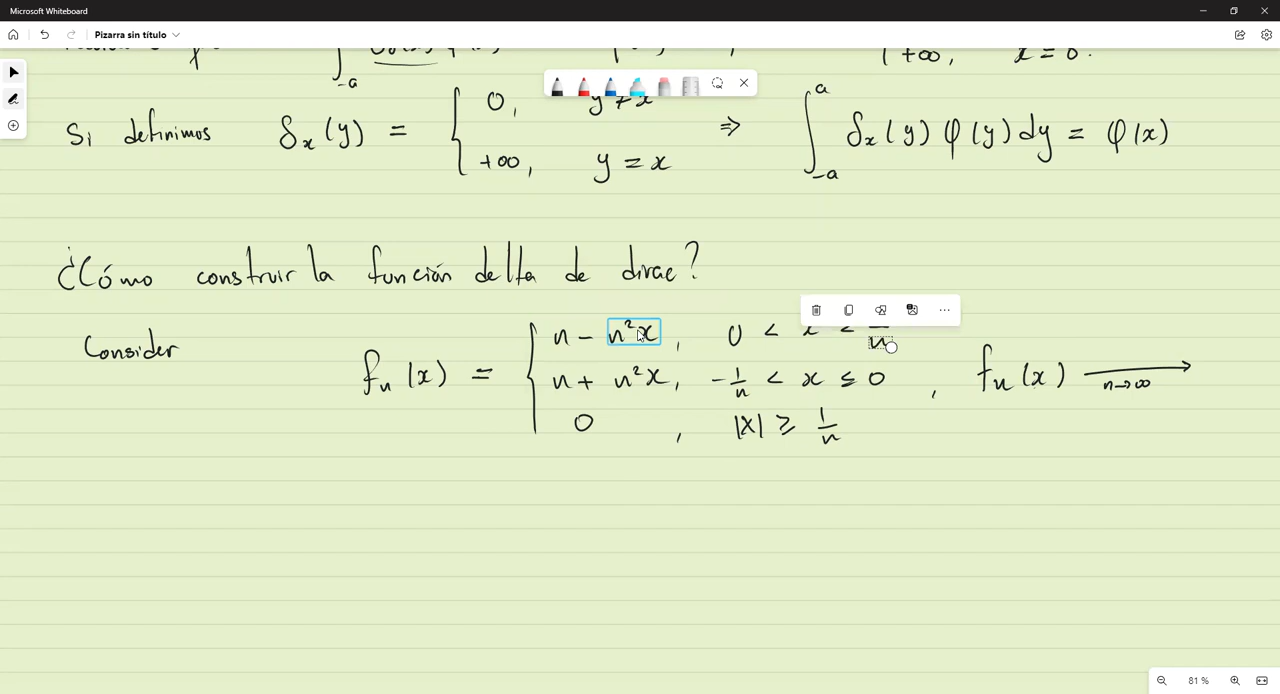 Microsoft Whiteboard
Pizarra sin título
∫ -a
+∞, x = 0.
Si definimos δx(y) = { 0, y ≠ x ⇒ ∫ -a a δx(y) φ(y) dy = φ(x)
+∞, y = x
¿Cómo construir la función delta de dirac?
Consider fn(x) = { n - n²x, 0 < x < 1/n
n + n²x, -1/n < x ≤ 0, fn(x) → n→∞
0, |x| ≥ 1/n
81 %